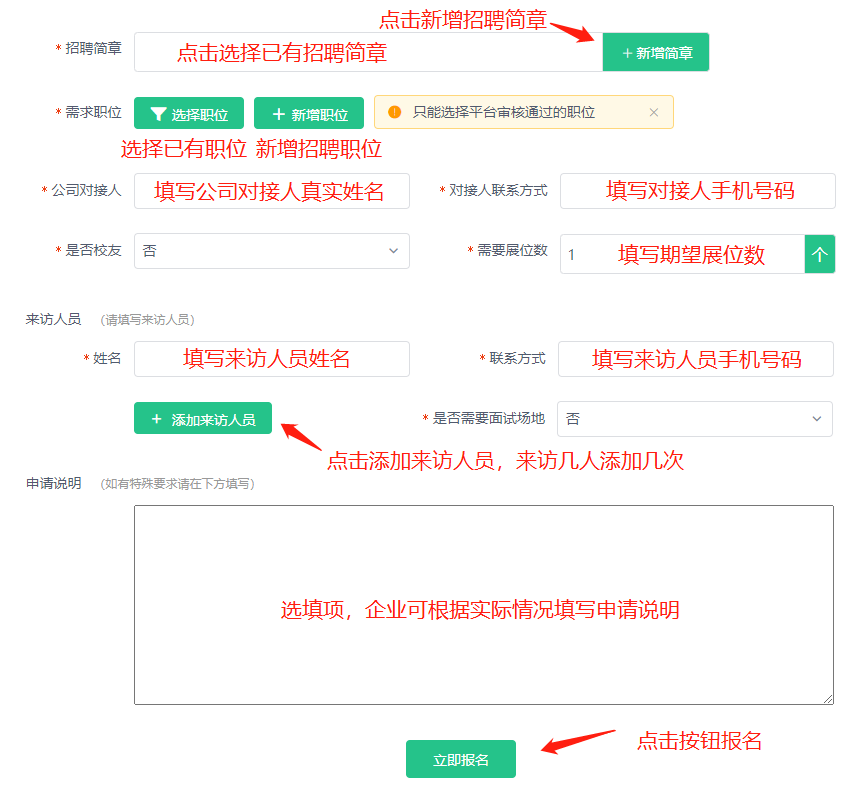 点击新增招聘简章
* 招聘简章 点击选择已有招聘简章 + 新增简章
* 需求职位 选择职位 + 新增职位 ! 只能选择平台审核通过的职位 ×
选择已有职位 新增招聘职位
* 公司对接人 填写公司对接人真实姓名 * 对接人联系方式 填写对接人手机号码
* 是否校友 否 * 需要展位数 1 填写期望展位数 个
来访人员 (请填写来访人员)
* 姓名 填写来访人员姓名 * 联系方式 填写来访人员手机号码
+ 添加来访人员 * 是否需要面试场地 否
点击添加来访人员，来访几人添加几次
申请说明 (如有特殊要求请在下方填写)
选填项，企业可根据实际情况填写申请说明
点击按钮报名
立即报名